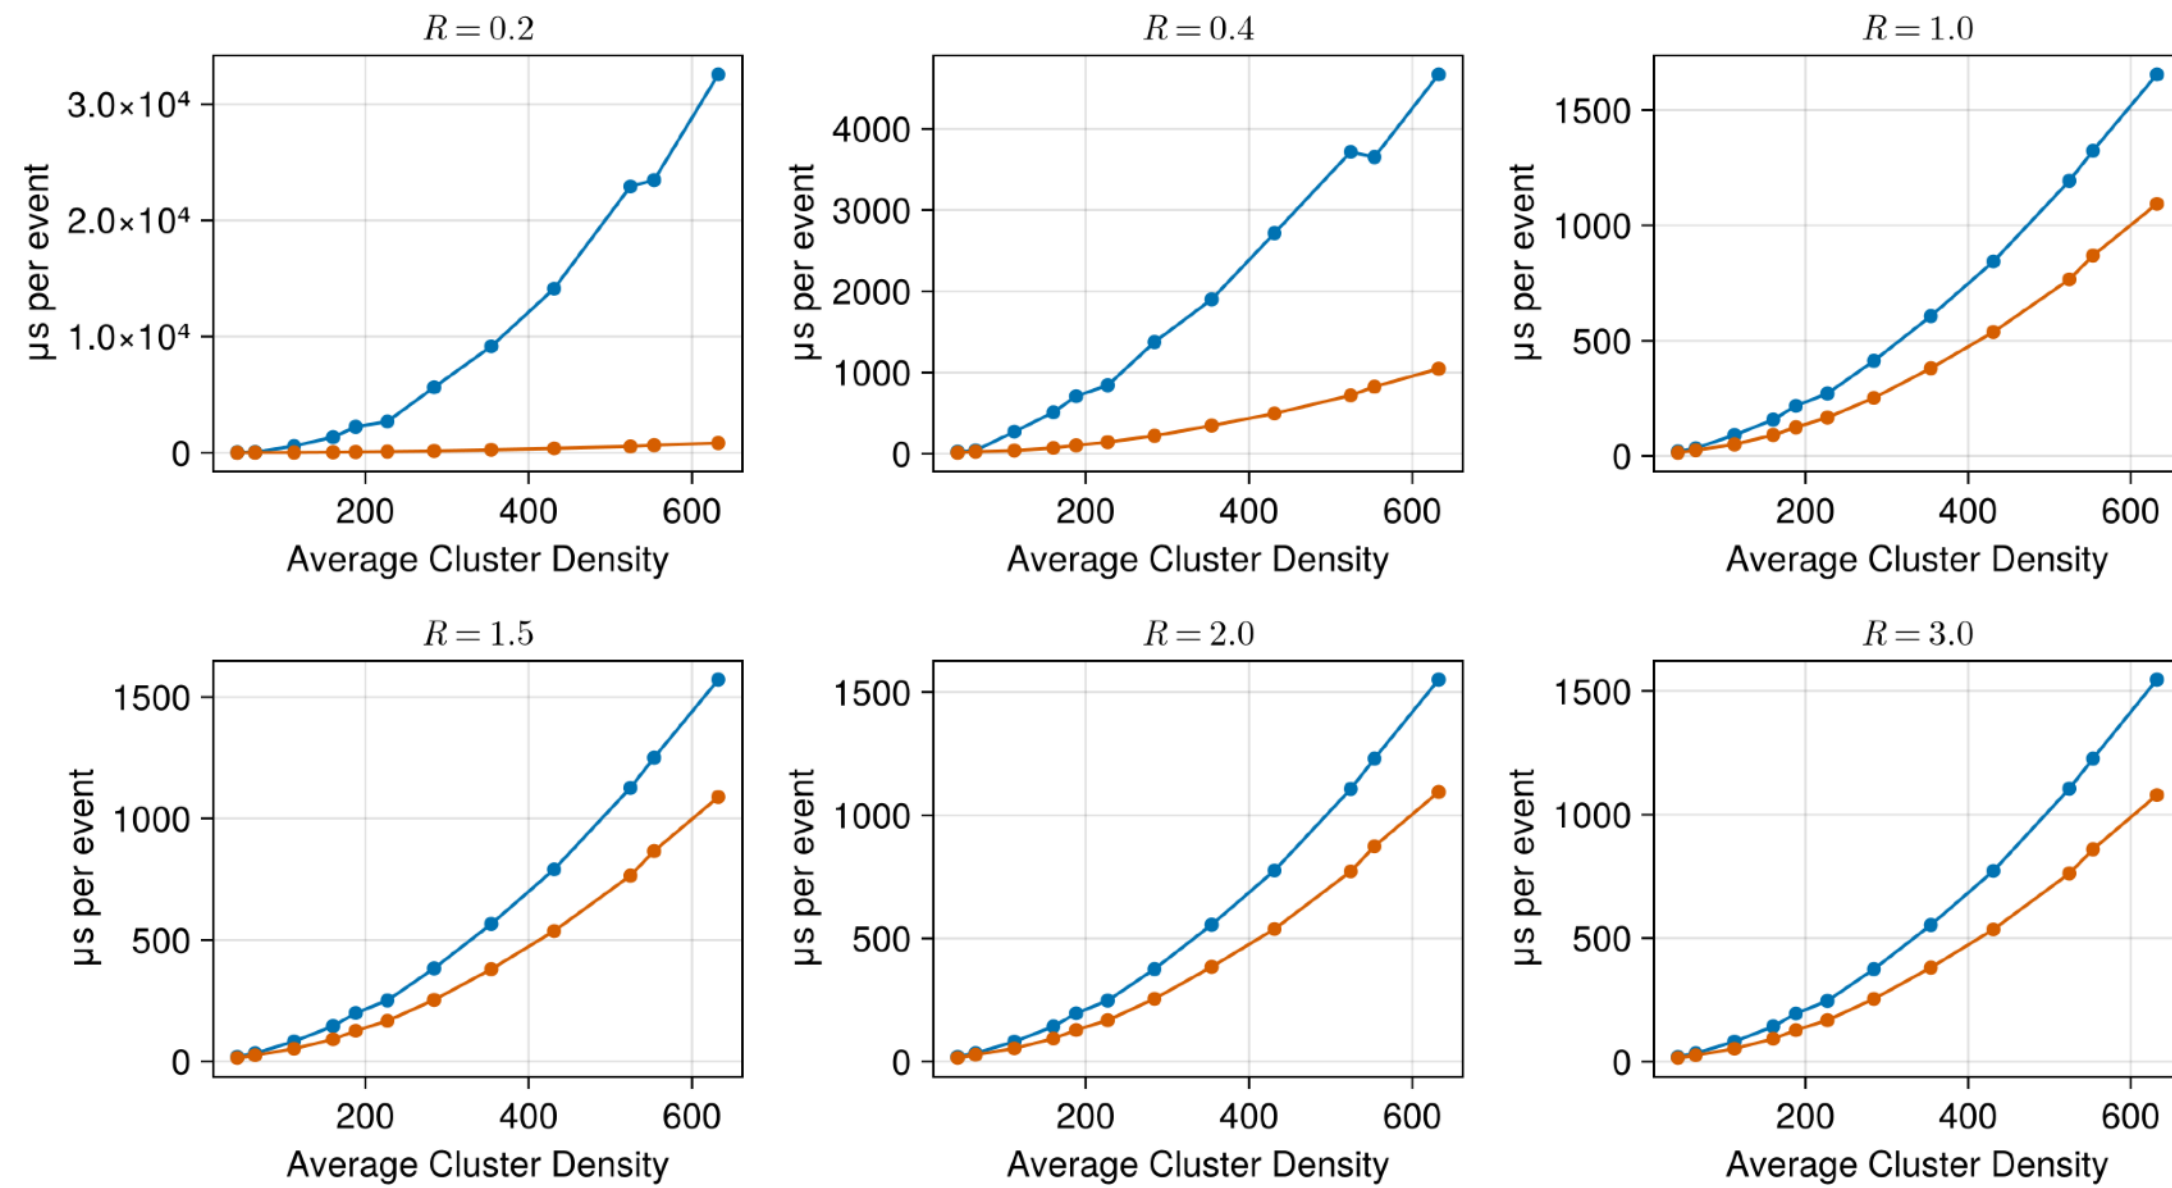 R = 0.2
3.0×10⁴
2.0×10⁴
1.0×10⁴
0
µs per event
200 400 600
Average Cluster Density
R = 0.4
4000
3000
2000
1000
0
µs per event
200 400 600
Average Cluster Density
R = 1.0
1500
1000
500
0
µs per event
200 400 600
Average Cluster Density
R = 1.5
1500
1000
500
0
µs per event
200 400 600
Average Cluster Density
R = 2.0
1500
1000
500
0
µs per event
200 400 600
Average Cluster Density
R = 3.0
1500
1000
500
0
µs per event
200 400 600
Average Cluster Density